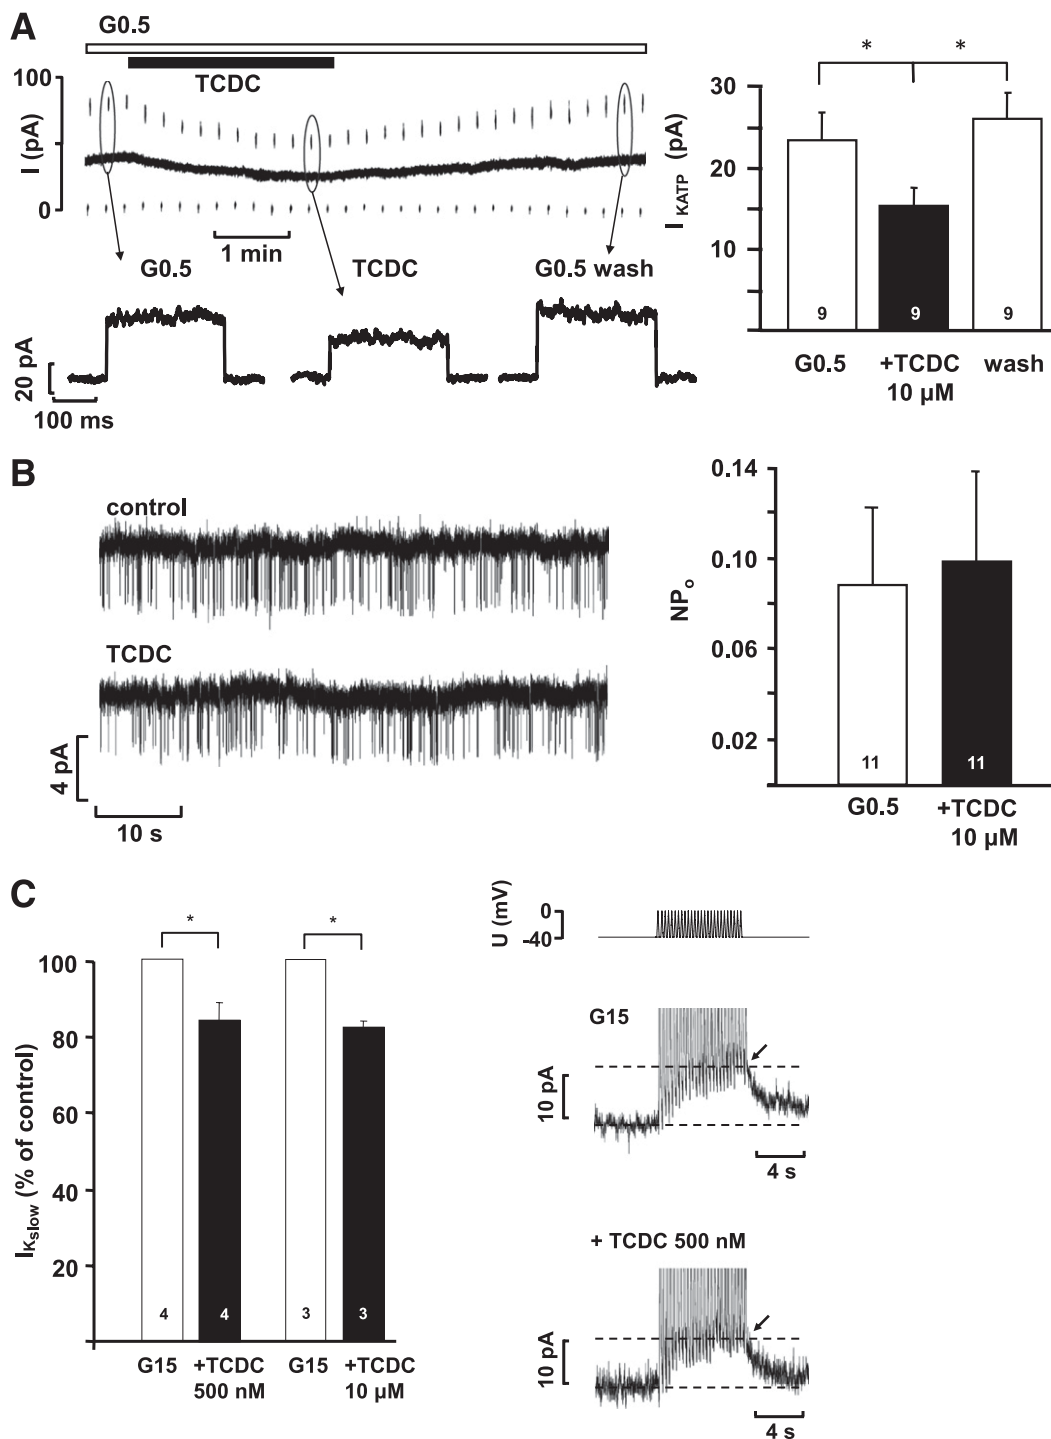 A
G0.5
TCDC
100
I (pA)
0
1 min
G0.5
TCDC
G0.5 wash
20 pA
100 ms
*
*
30
20
10
I KATP (pA)
9
9
9
G0.5
+TCDC
10 µM
wash
B
control
TCDC
4 pA
10 s
0.14
0.10
0.06
0.02
NPo
11
11
G0.5
+TCDC
10 µM
C
*
*
100
80
60
40
20
IKslow (% of control)
4
4
3
3
G15
+TCDC
500 nM
G15
+TCDC
10 µM
U (mV)
0
-40
G15
10 pA
4 s
+ TCDC 500 nM
10 pA
4 s